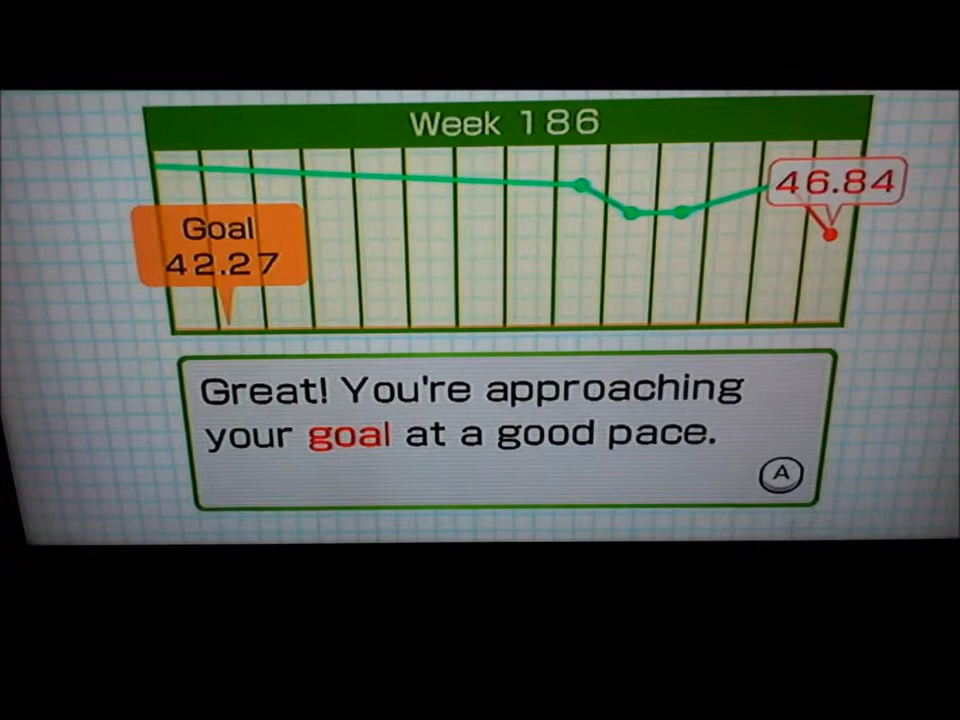 Week 186
46.84
Goal
42.27
Great! You're approaching
your goal at a good pace.
A